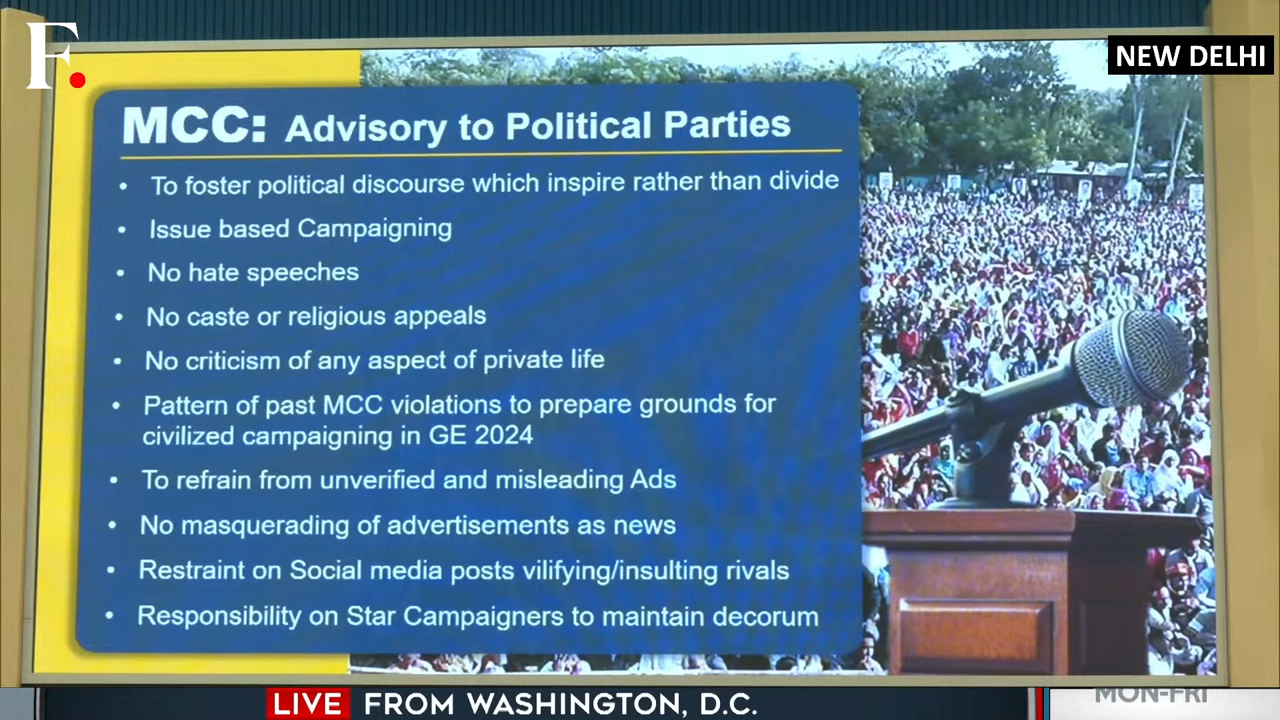 F.
NEW DELHI
MCC: Advisory to Political Parties
• To foster political discourse which inspire rather than divide
• Issue based Campaigning
• No hate speeches
• No caste or religious appeals
• No criticism of any aspect of private life
• Pattern of past MCC violations to prepare grounds for
civilized campaigning in GE 2024
• To refrain from unverified and misleading Ads
• No masquerading of advertisements as news
• Restraint on Social media posts vilifying/insulting rivals
• Responsibility on Star Campaigners to maintain decorum
LIVE FROM WASHINGTON, D.C.
MON-FRI